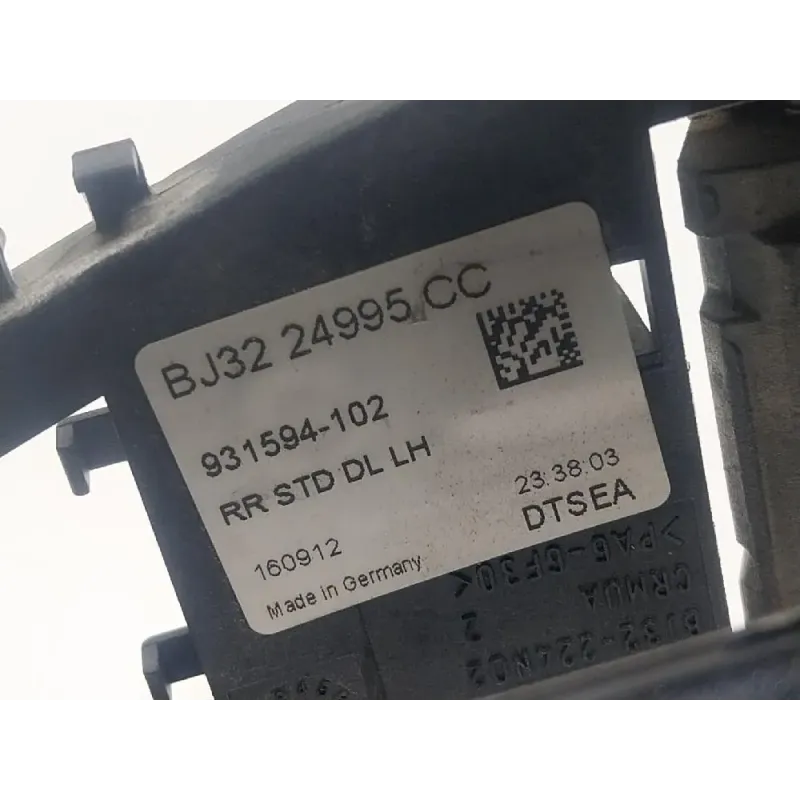 BJ32 24995 CC
931594-102
RR STD DL LH
23:38:03
DTSEA
160912
Made in Germany
>PA6-GF30<
CRMUA
2
BJ32-224N02